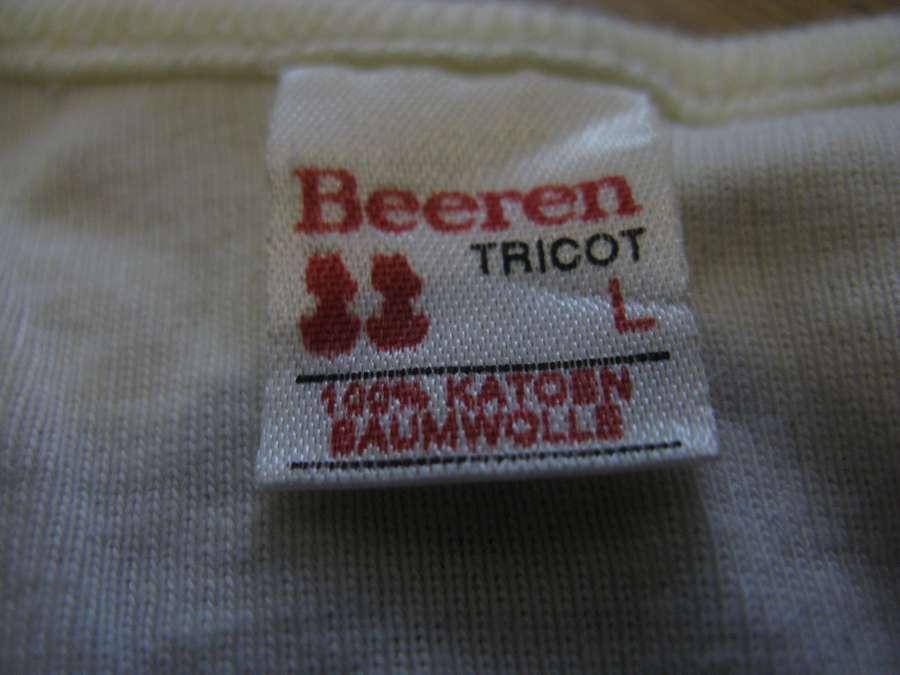 Beeren
TRICOT
L
100% KATOEN
BAUMWOLLE